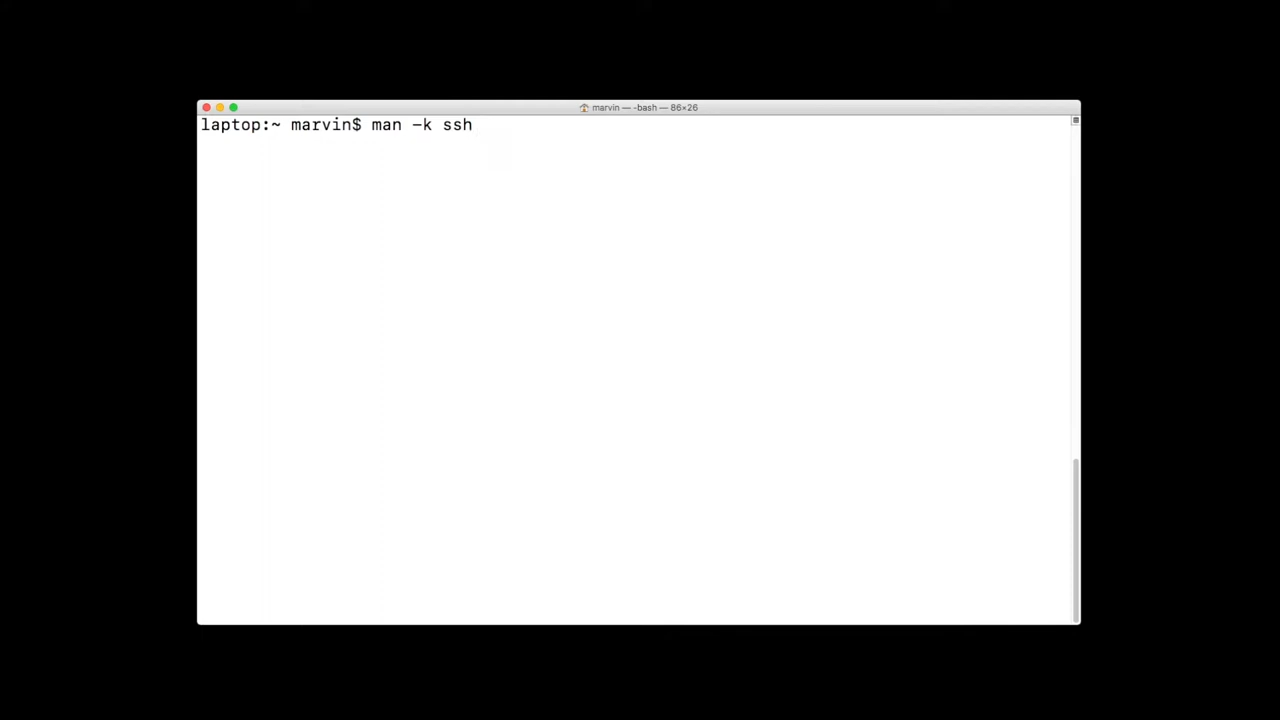 marvin — -bash — 86×26
laptop:~ marvin$ man -k ssh